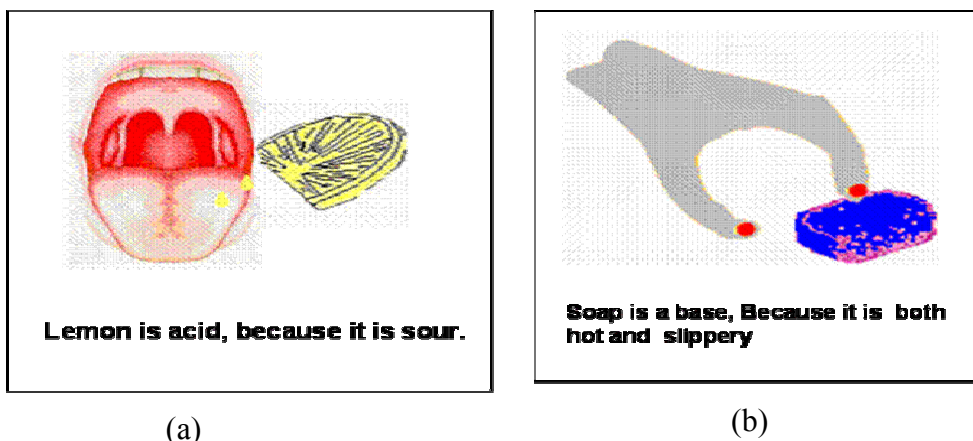 Lemon is acid, because it is sour.
Soap is a base, Because it is both
hot and slippery
(a)
(b)